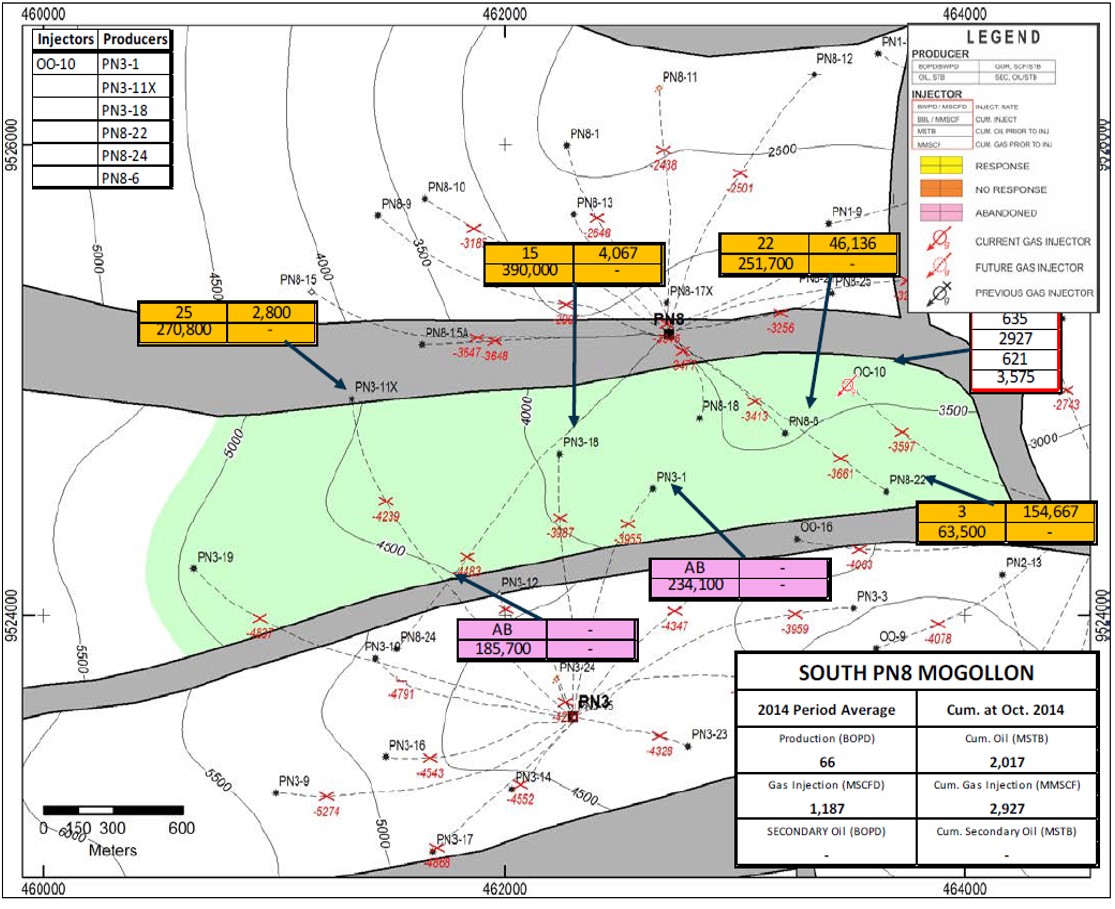 460000
462000
464000
9526000
9526000
Injectors Producers
OO-10 PN3-1
PN3-11X
PN3-18
PN8-22
PN8-24
PN8-6
LEGEND
PRODUCER
BOPD/BWPD GOR, SCF/STB
OIL, STB SEC, OIL/STB
INJECTOR
BWPD / MSCFD INJECT. RATE
BBL / MMSCF CUM. INJECT
MSTB CUM. OIL PRIOR TO INJ
MMSCF CUM. GAS PRIOR TO INJ
RESPONSE
NO RESPONSE
ABANDONED
CURRENT GAS INJECTOR
FUTURE GAS INJECTOR
PREVIOUS GAS INJECTOR
635
2927
621
3,575
PN8-12
PN1-
PN8-11
PN8-1
-2438
2500
-2501
PN8-10
PN8-9
PN8-13
-2648
PN1-9
3500
4000
4500
5000
15 4,067
390,000 -
22 46,136
251,700 -
PN8-15
PN8-17X
PN8-25
25 2,800
270,800 -
PN8
-3256
PN8-15A
-3647
-3648
-3477
PN3-11X
OO-10
-2743
4000
PN8-18
-3413
PN8-6
3500
-3597
3000
5000
PN3-18
-3661
PN3-1
PN8-22
-4239
-3987
-3955
3 154,667
63,500 -
4500
OO-16
-4063
PN3-19
-4483
AB -
234,100 -
PN2-13
PN3-12
PN3-3
9524000
9524000
-4837
-4347
-3959
-4078
AB -
185,700 -
OO-9
PN8-24
5500
PN3-24
-4791
PN3
PN3-16
-4543
-4328
PN3-23
5500
PN3-9
-5274
PN3-14
-4552
4500
5000
PN3-17
-4868
6000
0 150 300 600
Meters
SOUTH PN8 MOGOLLON
2014 Period Average Cum. at Oct. 2014
Production (BOPD) Cum. Oil (MSTB)
66 2,017
Gas Injection (MSCFD) Cum. Gas Injection (MMSCF)
1,187 2,927
SECONDARY Oil (BOPD) Cum. Secondary Oil (MSTB)
- -
460000
462000
464000